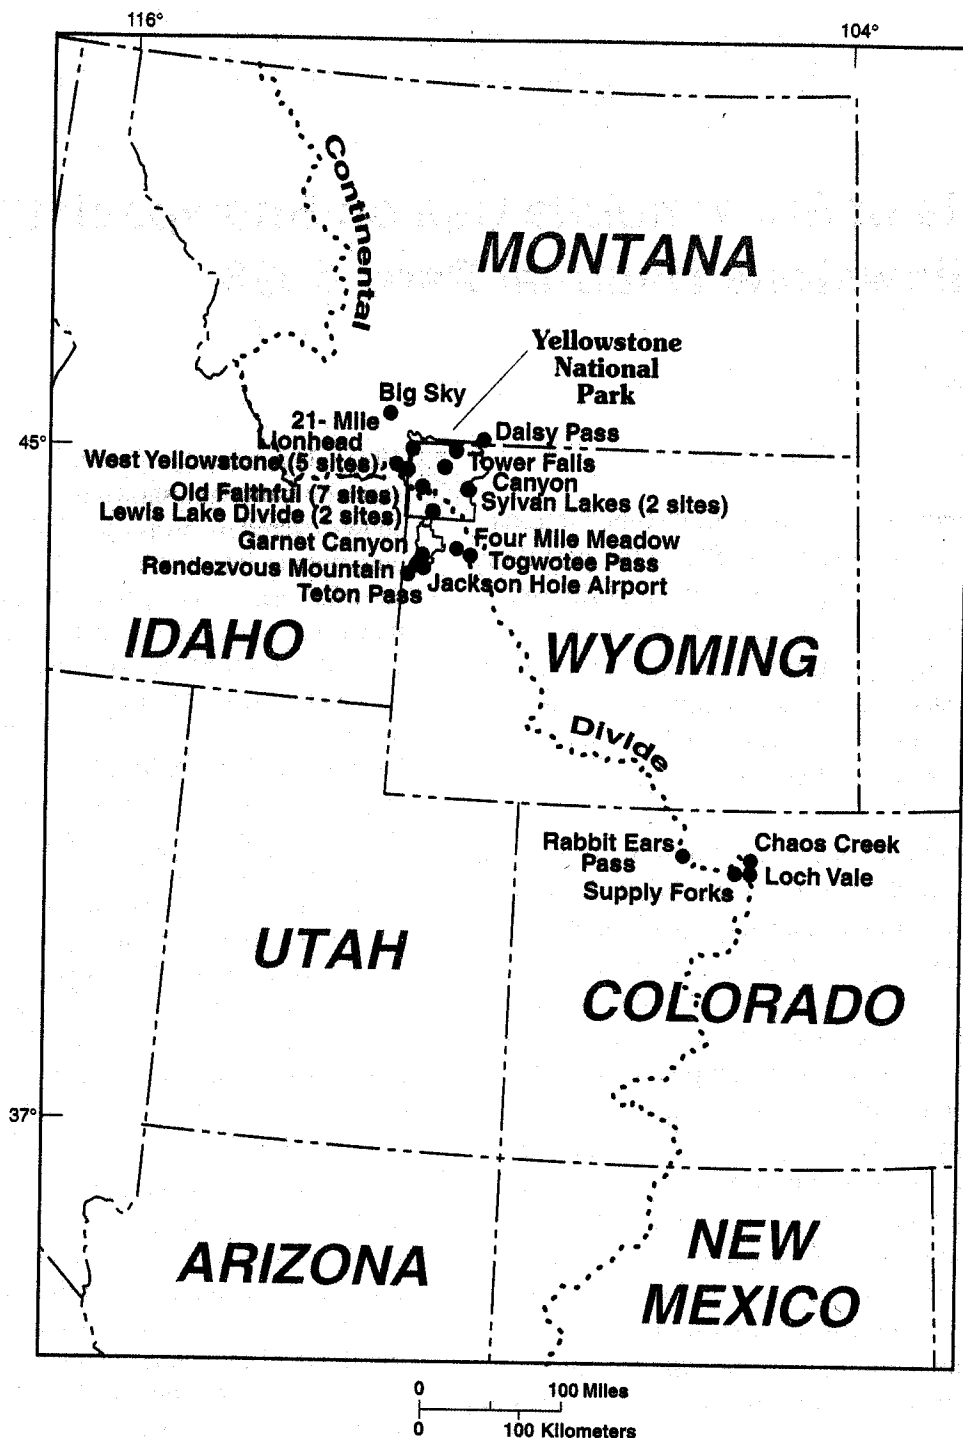 116°
104°
Continental
MONTANA
Yellowstone
National
Park
Big Sky
21- Mile
Lionhead
45°
Daisy Pass
West Yellowstone (5 sites)
Tower Falls
Canyon
Old Faithful (7 sites)
Sylvan Lakes (2 sites)
Lewis Lake Divide (2 sites)
Garnet Canyon
Four Mile Meadow
Togwotee Pass
Rendezvous Mountain
Jackson Hole Airport
Teton Pass
IDAHO
WYOMING
Divide
Rabbit Ears
Pass
Chaos Creek
Loch Vale
Supply Forks
UTAH
COLORADO
37°
ARIZONA
NEW
MEXICO
0 100 Miles
0 100 Kilometers